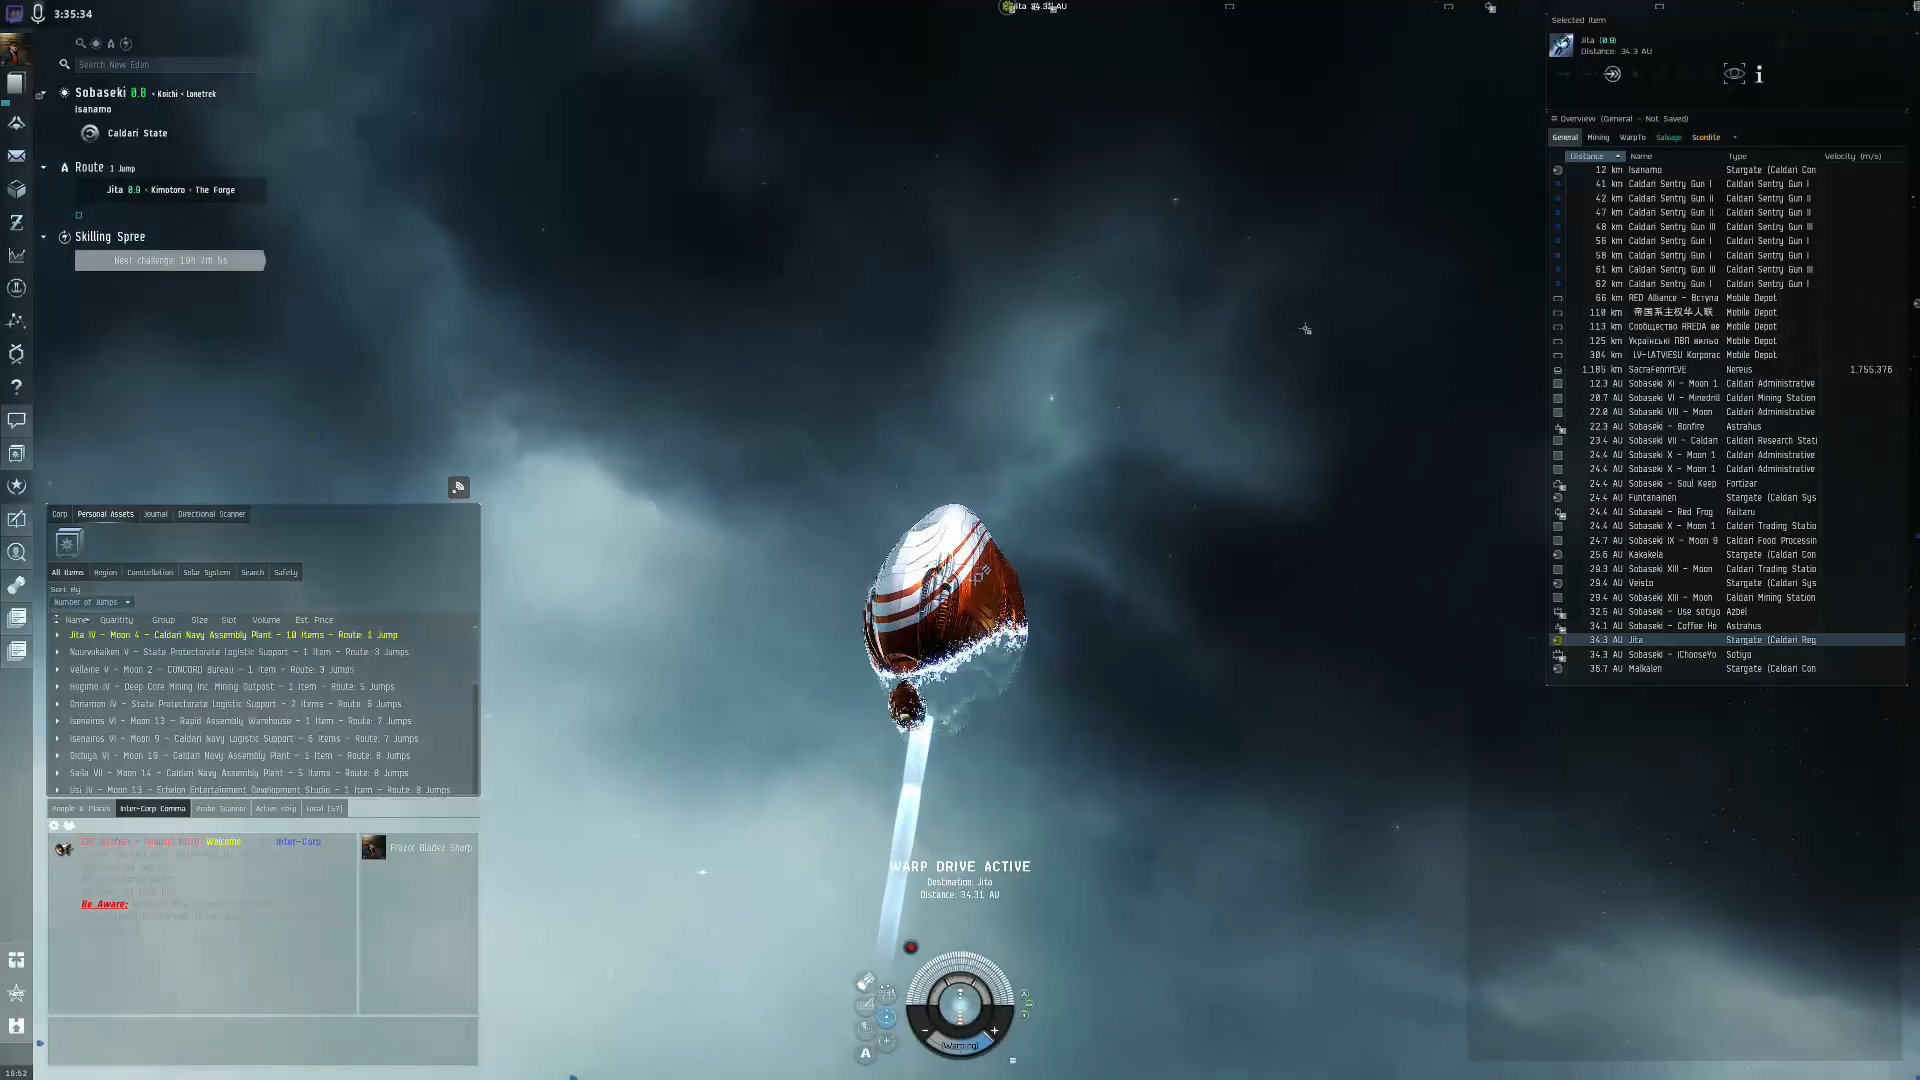 3:35:34
Jita 34.31 AU
Search New Eden
Sobaseki 0.8 < Koichi < Lonetrek
Isanamo
Caldari State
Route 1 Jump
Jita 0.9 < Kimotoro < The Forge
Skilling Spree
Next challenge: 19h 7m 5s
Corp Personal Assets Journal Directional Scanner
All Items Region Constellation Solar System Search Safety
Sort By
Number of Jumps
Name Quantity Group Size Slot Volume Est. Price
Jita IV - Moon 4 - Caldari Navy Assembly Plant - 10 Items - Route: 1 Jump
Nourvukaiken V - State Protectorate Logistic Support - 1 Item - Route: 3 Jumps
Vellaine V - Moon 2 - CONCORD Bureau - 1 Item - Route: 3 Jumps
Hogimo IV - Deep Core Mining Inc. Mining Outpost - 1 Item - Route: 5 Jumps
Onnamon IV - State Protectorate Logistic Support - 2 Items - Route: 6 Jumps
Isenairos VI - Moon 13 - Rapid Assembly Warehouse - 1 Item - Route: 7 Jumps
Isenairos VI - Moon 9 - Caldari Navy Logistic Support - 6 Items - Route: 7 Jumps
Oichiya VI - Moon 19 - Caldari Navy Assembly Plant - 1 Item - Route: 8 Jumps
Saila VII - Moon 14 - Caldari Navy Assembly Plant - 5 Items - Route: 8 Jumps
Usi IV - Moon 13 - Echelon Entertainment Development Studio - 1 Item - Route: 8 Jumps
People & Places Inter-Corp Comma Probe Scanner Active ship Local [57]
Welcome Inter-Corp
Be Aware:
Frazor Bladez Sharp
15:52
WARP DRIVE ACTIVE
Destination: Jita
Distance: 34.31 AU
(Warping)
Selected Item
Jita (0.9)
Distance: 34.3 AU
Overview (General - Not Saved)
General Mining WarpTo Salvage Scordite
Distance Name Type Velocity (m/s)
12 km Isanamo Stargate (Caldari Con
41 km Caldari Sentry Gun I Caldari Sentry Gun I
42 km Caldari Sentry Gun II Caldari Sentry Gun II
47 km Caldari Sentry Gun II Caldari Sentry Gun II
48 km Caldari Sentry Gun III Caldari Sentry Gun III
56 km Caldari Sentry Gun I Caldari Sentry Gun I
58 km Caldari Sentry Gun I Caldari Sentry Gun I
61 km Caldari Sentry Gun III Caldari Sentry Gun III
62 km Caldari Sentry Gun I Caldari Sentry Gun I
66 km RED Alliance - Вступа Mobile Depot
110 km 帝国系主权华人联 Mobile Depot
113 km Сообщество RREDA ве Mobile Depot
125 km Українські ПВП вильо Mobile Depot
304 km LV-LATVIESU Korporac Mobile Depot
1,185 km SacraFenrirEVE Nereus 1,755,376
12.3 AU Sobaseki XI - Moon 1 Caldari Administrative
20.7 AU Sobaseki VI - Minedrill Caldari Mining Station
22.0 AU Sobaseki VIII - Moon Caldari Administrative
22.3 AU Sobaseki - Bonfire Astrahus
23.4 AU Sobaseki VII - Caldari Caldari Research Stati
24.4 AU Sobaseki X - Moon 1 Caldari Administrative
24.4 AU Sobaseki X - Moon 1 Caldari Administrative
24.4 AU Sobaseki - Soul Keep Fortizar
24.4 AU Funtanainen Stargate (Caldari Sys
24.4 AU Sobaseki - Red Frog Raitaru
24.4 AU Sobaseki X - Moon 1 Caldari Trading Statio
24.7 AU Sobaseki IX - Moon 9 Caldari Food Processin
25.6 AU Kakakela Stargate (Caldari Con
29.3 AU Sobaseki XIII - Moon Caldari Trading Statio
29.4 AU Veisto Stargate (Caldari Sys
29.4 AU Sobaseki XIII - Moon Caldari Mining Station
32.5 AU Sobaseki - Use sotiyo Azbel
34.1 AU Sobaseki - Coffee Ho Astrahus
34.3 AU Jita Stargate (Caldari Reg
34.3 AU Sobaseki - IChooseYo Sotiyo
36.7 AU Malkalen Stargate (Caldari Con